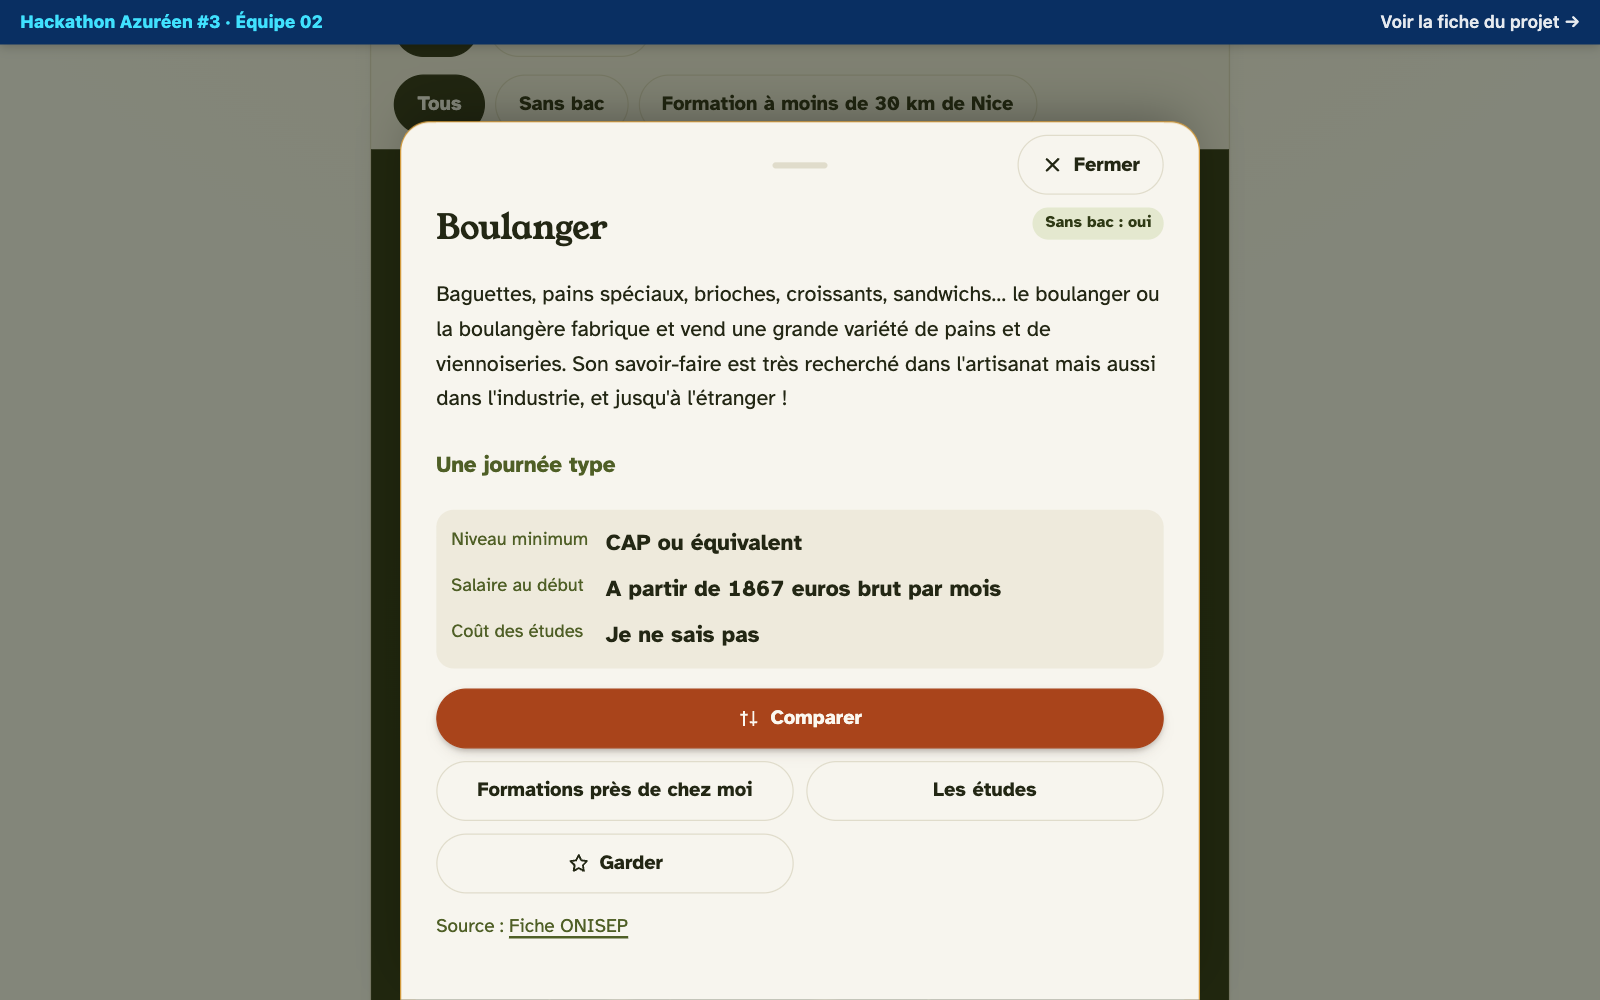 Hackathon Azuréen #3 · Équipe 02
Voir la fiche du projet →
Tous
Sans bac
Formation à moins de 30 km de Nice
Fermer
Boulanger
Sans bac : oui
Baguettes, pains spéciaux, brioches, croissants, sandwichs... le boulanger ou
la boulangère fabrique et vend une grande variété de pains et de
viennoiseries. Son savoir-faire est très recherché dans l'artisanat mais aussi
dans l'industrie, et jusqu'à l'étranger !
Une journée type
Niveau minimum CAP ou équivalent
Salaire au début A partir de 1867 euros brut par mois
Coût des études Je ne sais pas
Comparer
Formations près de chez moi
Les études
Garder
Source : Fiche ONISEP